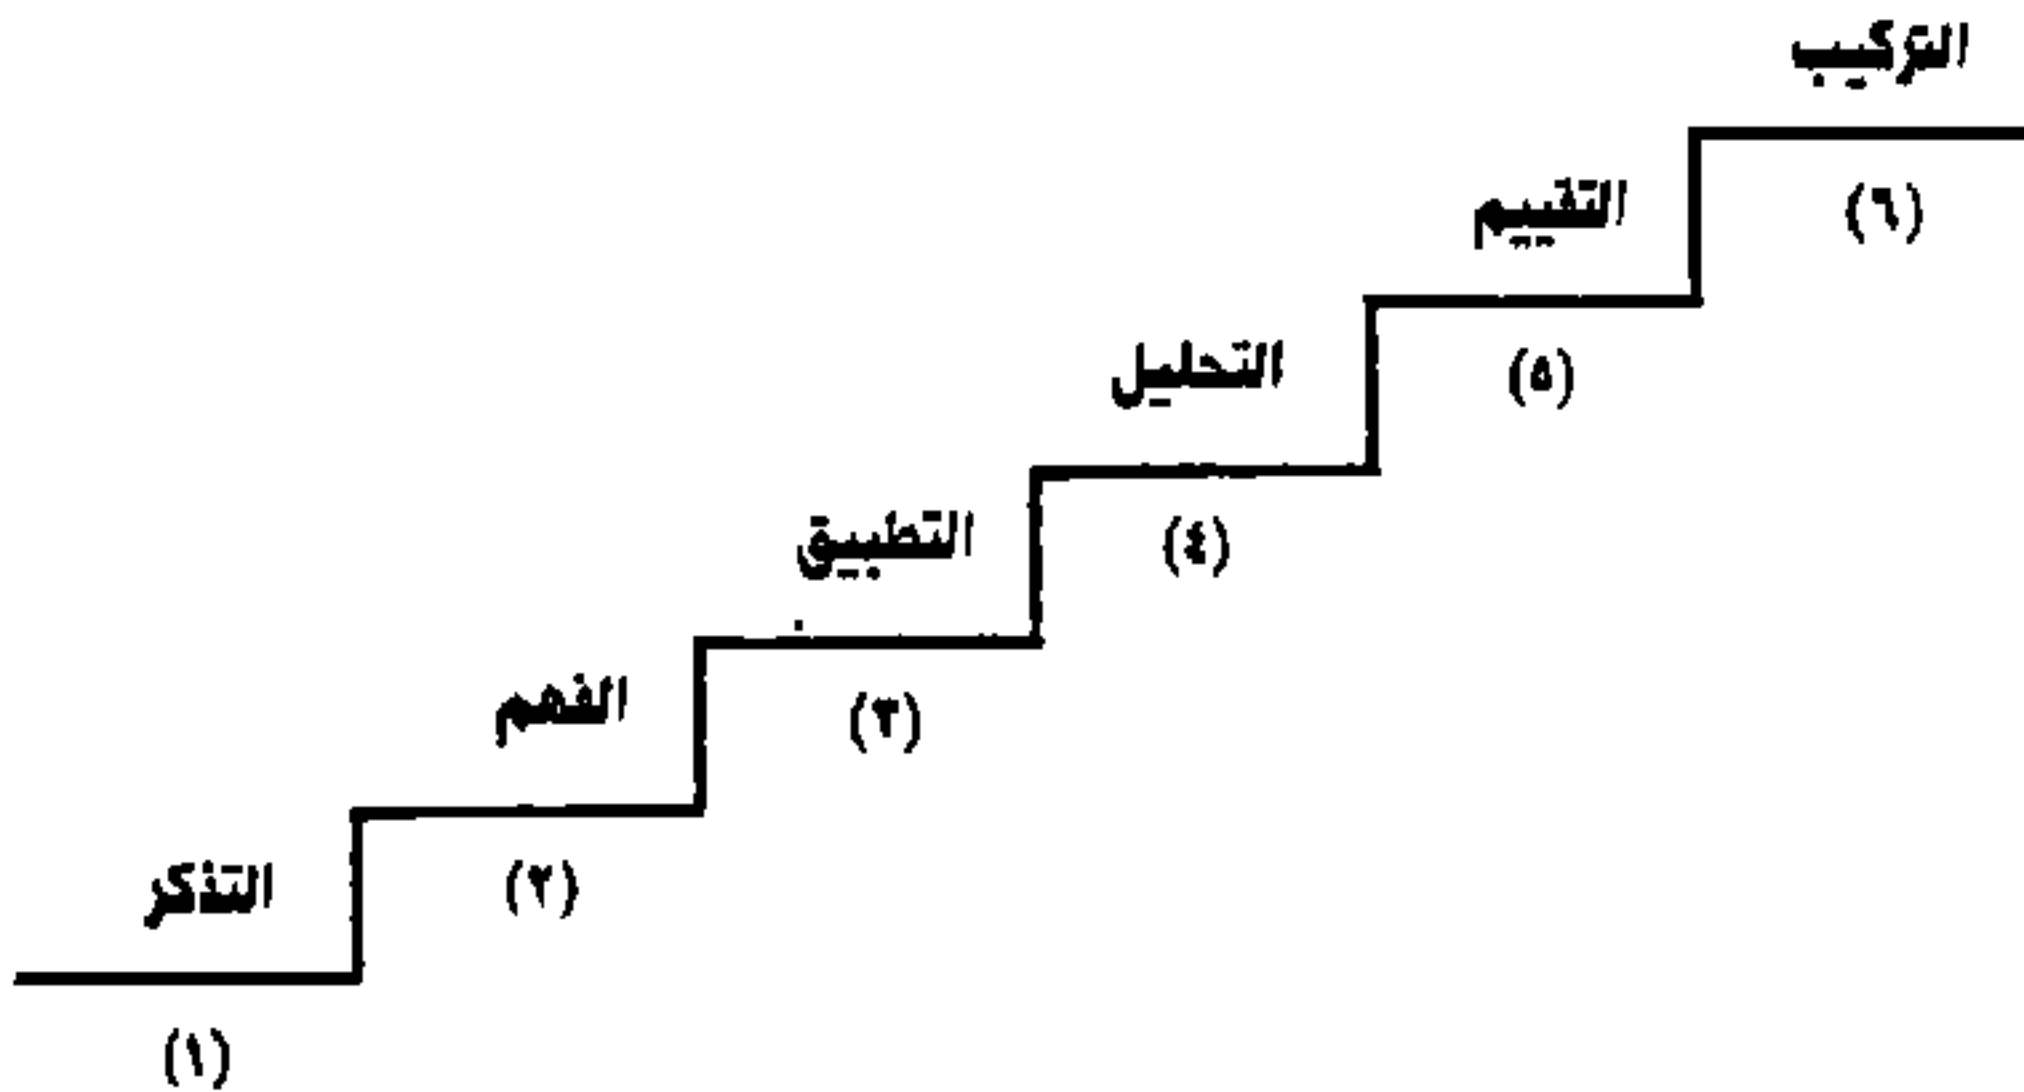 التركيب
(٦)
التقييم
(٥)
التحليل
(٤)
التطبيق
(٣)
الفهم
(٢)
التذكر
(١)